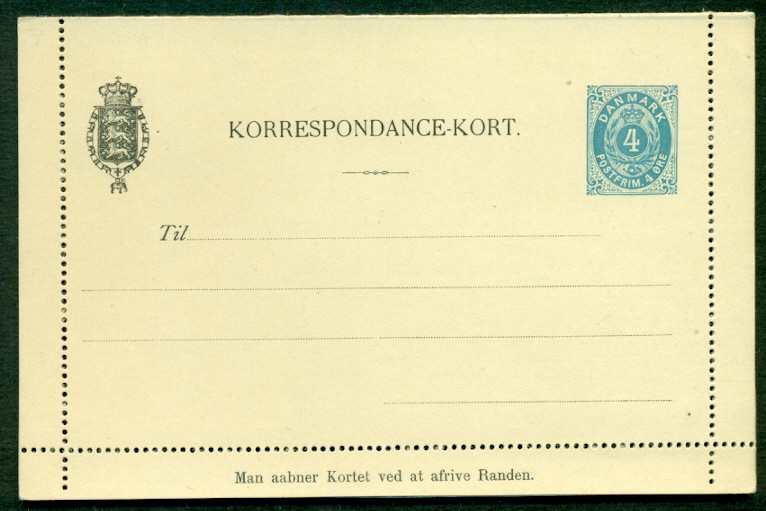 KORRESPONDANCE-KORT.
DANMARK
4
POSTFRIM. 4 ØRE
Til
Man aabner Kortet ved at afrive Randen.